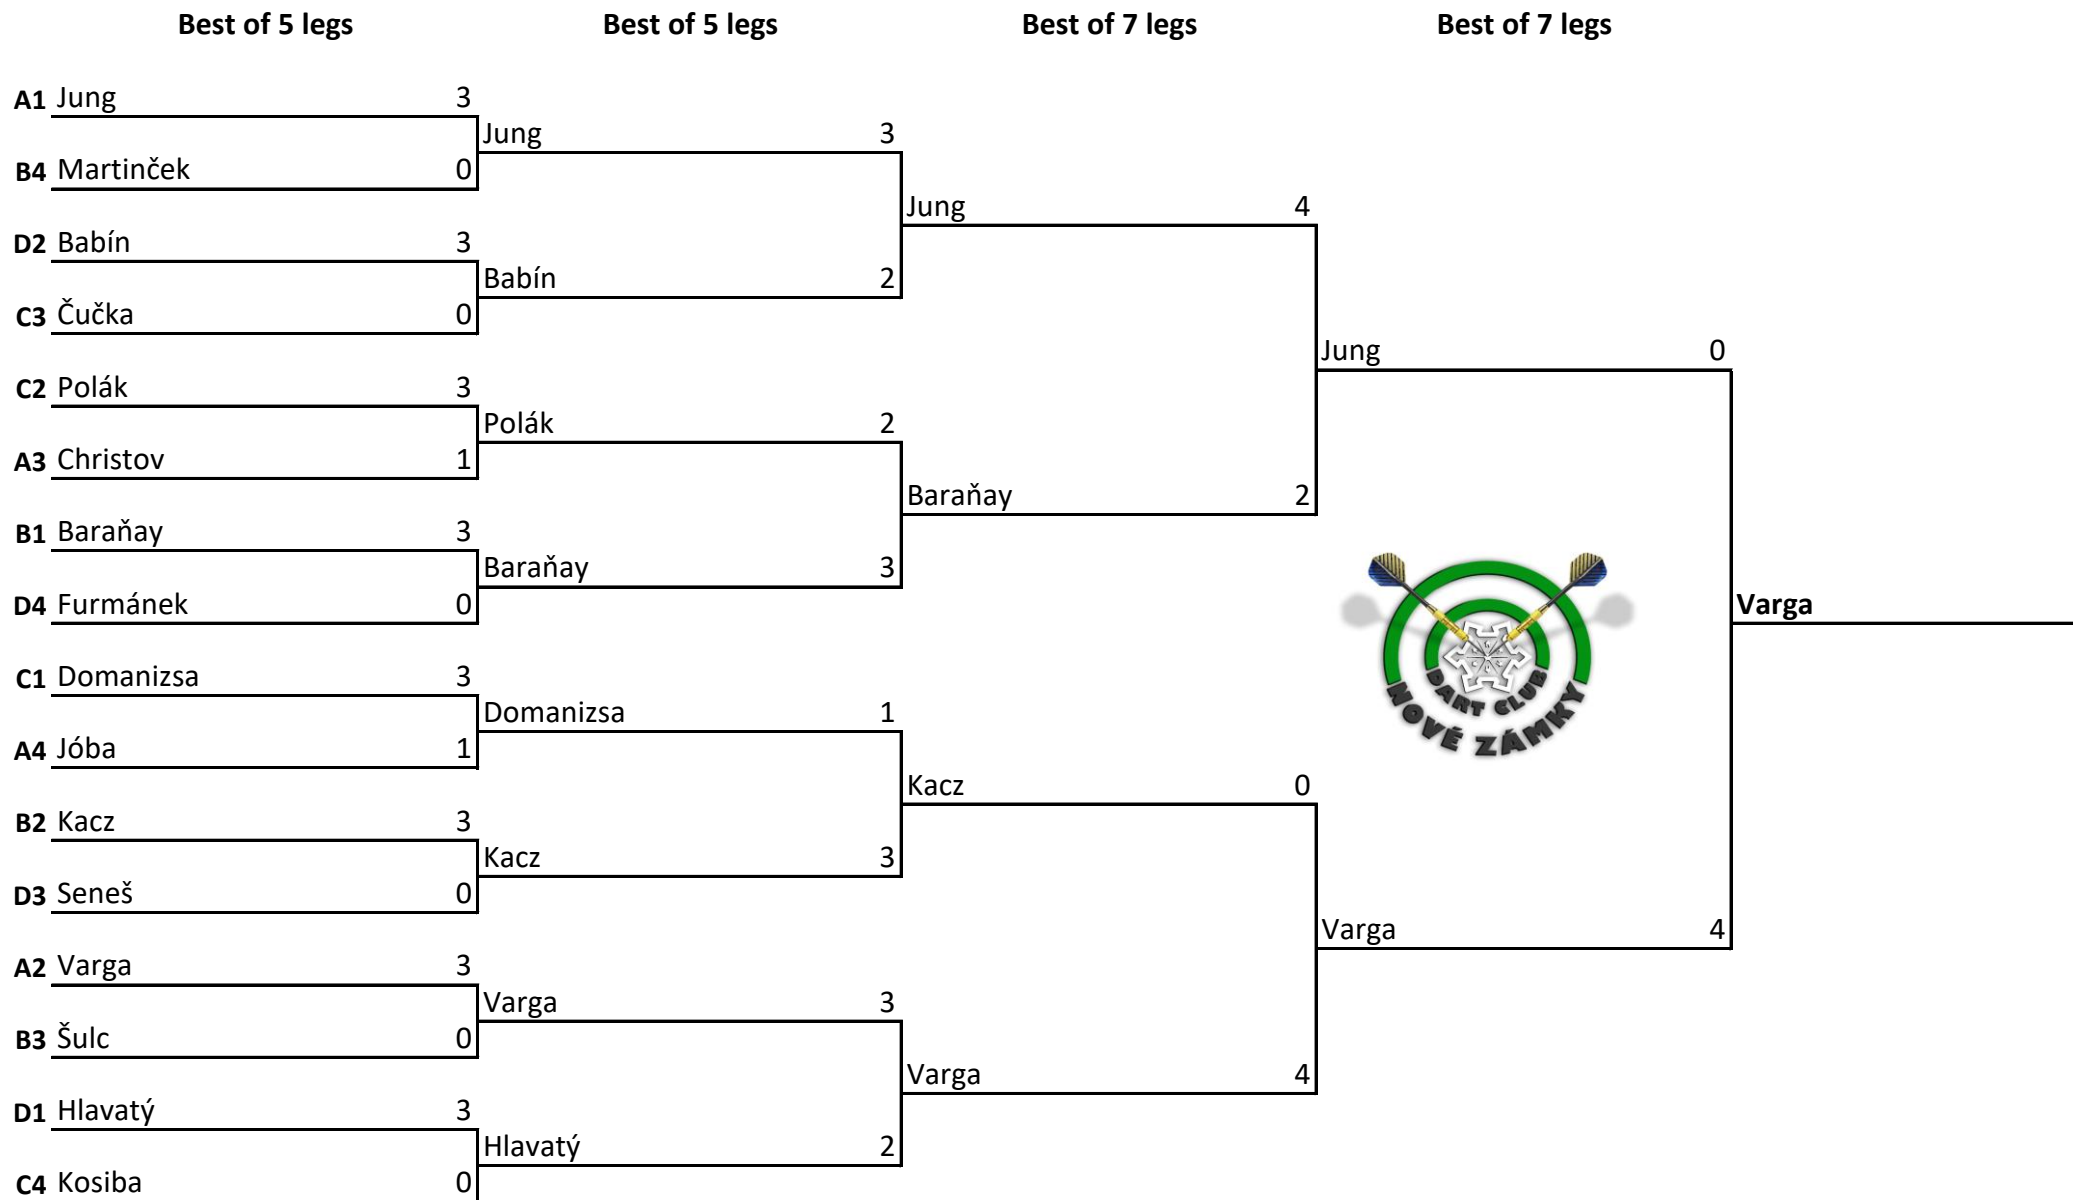 Best of 5 legs Best of 5 legs Best of 7 legs Best of 7 legs
A1 Jung 3
Jung 3
B4 Martinček 0
Jung 4
D2 Babín 3
Babín 2
C3 Čučka 0
Jung 0
C2 Polák 3
Polák 2
A3 Christov 1
Baraňay 2
B1 Baraňay 3
Baraňay 3
D4 Furmánek 0
Varga
C1 Domanizsa 3
Domanizsa 1
A4 Jóba 1
Kacz 0
B2 Kacz 3
Kacz 3
D3 Seneš 0
Varga 4
A2 Varga 3
Varga 3
B3 Šulc 0
Varga 4
D1 Hlavatý 3
Hlavatý 2
C4 Kosiba 0
DART CLUB
NOVÉ ZÁMKY